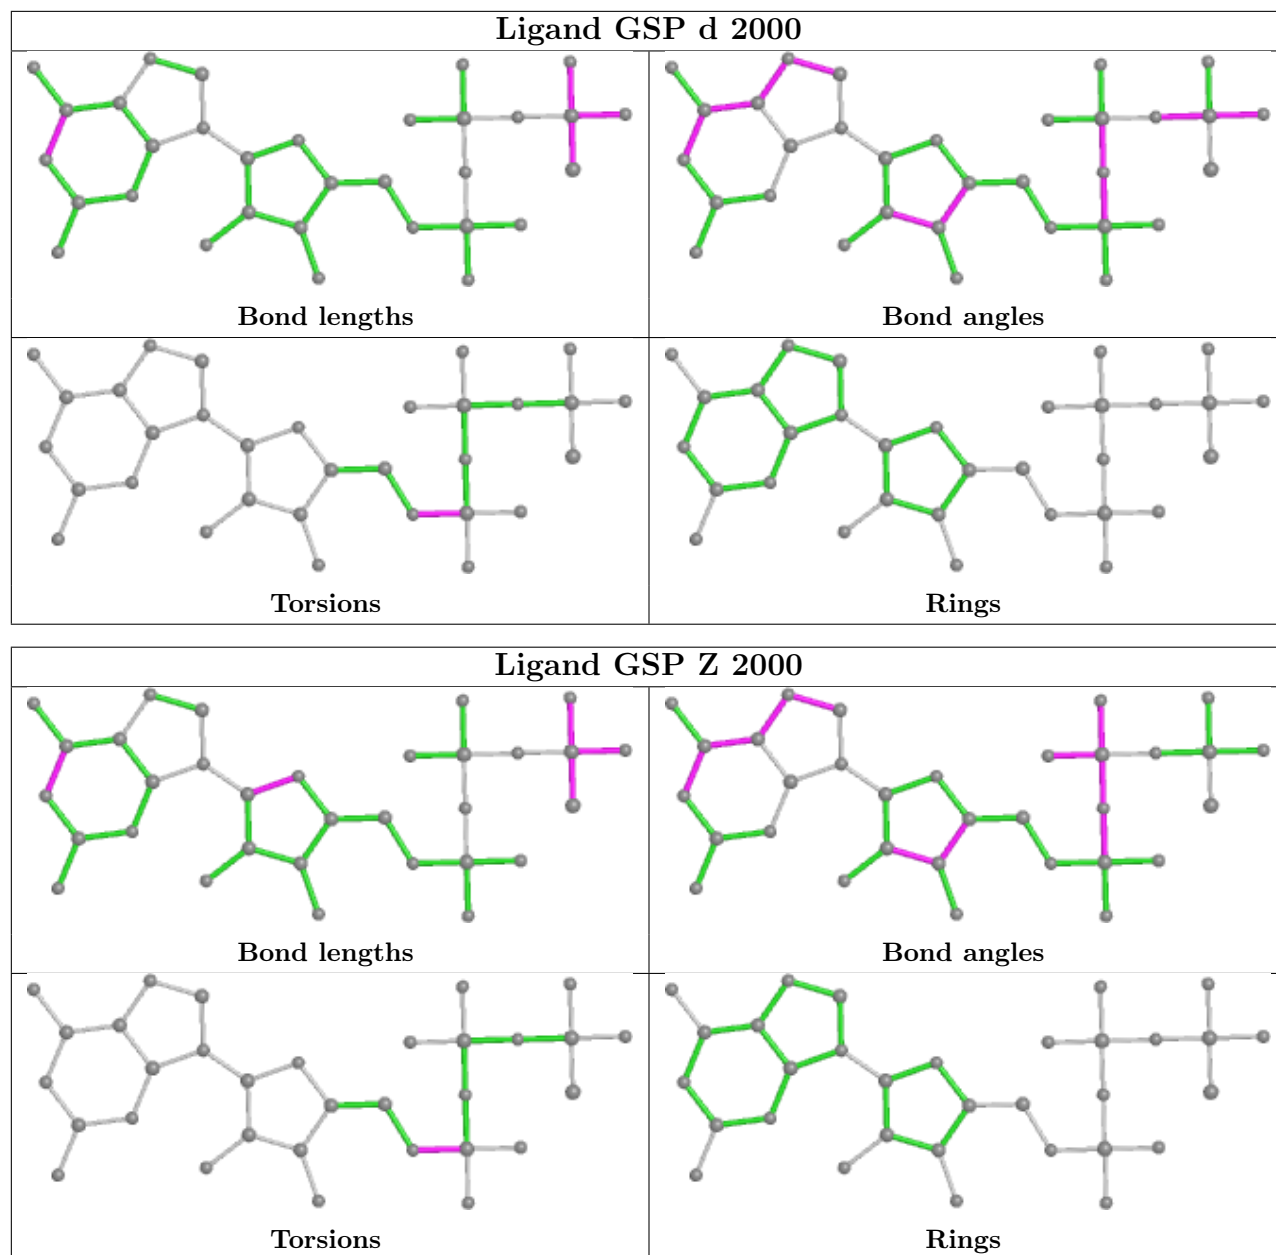 Ligand GSP d 2000
Bond lengths
Bond angles
Torsions
Rings
Ligand GSP Z 2000
Bond lengths
Bond angles
Torsions
Rings